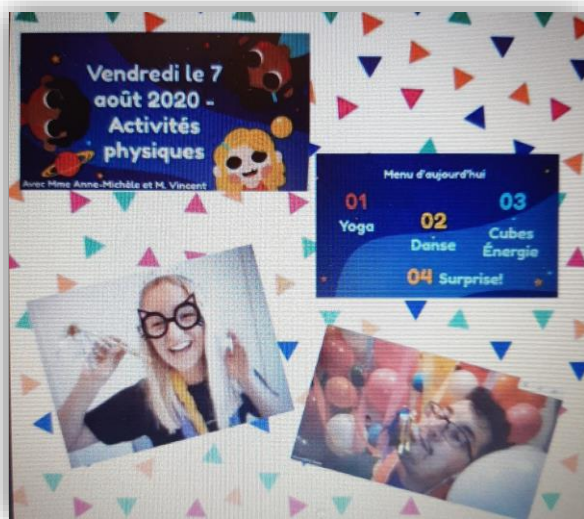 Vendredi le 7
août 2020 -
Activités
physiques
Avec Mme Anne-Michèle et M. Vincent
Menu d'aujourd'hui
01
Yoga
02
Danse
03
Cubes
Énergie
04 Surprise!